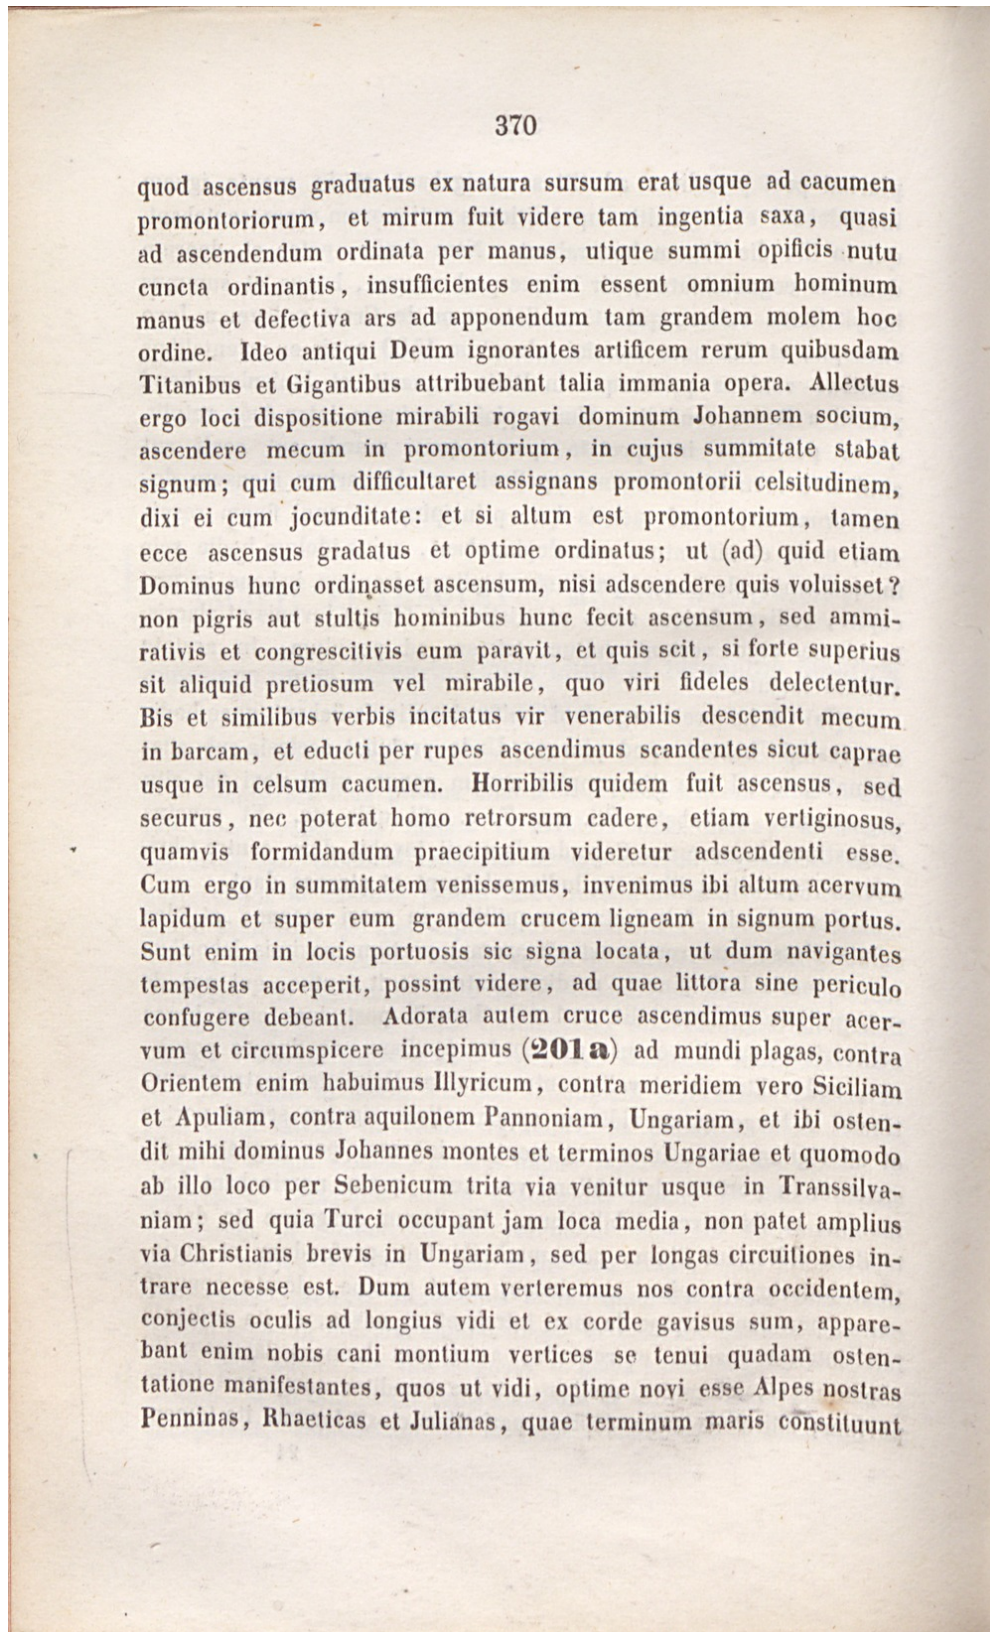 370
quod ascensus graduatus ex natura sursum erat usque ad cacumen
promontoriorum, et mirum fuit videre tam ingentia saxa, quasi
ad ascendendum ordinata per manus, utique summi opificis nutu
cuncta ordinantis, insufficientes enim essent omnium hominum
manus et defectiva ars ad apponendum tam grandem molem hoc
ordine. Ideo antiqui Deum ignorantes artificem rerum quibusdam
Titanibus et Gigantibus attribuebant talia immania opera. Allectus
ergo loci dispositione mirabili rogavi dominum Johannem socium,
ascendere mecum in promontorium, in cujus summitate stabat
signum; qui cum difficultaret assignans promontorii celsitudinem,
dixi ei cum jocunditate: et si altum est promontorium, tamen
ecce ascensus gradatus et optime ordinatus; ut (ad) quid etiam
Dominus hunc ordinasset ascensum, nisi adscendere quis voluisset?
non pigris aut stultis hominibus hunc fecit ascensum, sed ammi-
rativis et congrescitivis eum paravit, et quis scit, si forte superius
sit aliquid pretiosum vel mirabile, quo viri fideles delectentur.
Bis et similibus verbis incitatus vir venerabilis descendit mecum
in barcam, et educti per rupes ascendimus scandentes sicut caprae
usque in celsum cacumen. Horribilis quidem fuit ascensus, sed
securus, nec poterat homo retrorsum cadere, etiam vertiginosus,
quamvis formidandum praecipitium videretur adscendenti esse.
Cum ergo in summitatem venissemus, invenimus ibi altum acervum
lapidum et super eum grandem crucem ligneam in signum portus.
Sunt enim in locis portuosis sic signa locata, ut dum navigantes
tempestas acceperit, possint videre, ad quae littora sine periculo
confugere debeant. Adorata autem cruce ascendimus super acer-
vum et circumspicere incepimus (201 a) ad mundi plagas, contra
Orientem enim habuimus Illyricum, contra meridiem vero Siciliam
et Apuliam, contra aquilonem Pannoniam, Ungariam, et ibi osten-
dit mihi dominus Johannes montes et terminos Ungariae et quomodo
ab illo loco per Sebenicum trita via venitur usque in Transsilva-
niam; sed quia Turci occupant jam loca media, non patet amplius
via Christianis brevis in Ungariam, sed per longas circuitiones in-
trare necesse est. Dum autem verteremus nos contra occidentem,
conjectis oculis ad longius vidi et ex corde gavisus sum, appare-
bant enim nobis cani montium vertices se tenui quadam osten-
tatione manifestantes, quos ut vidi, optime novi esse Alpes nostras
Penninas, Rhaeticas et Julianas, quae terminum maris constituunt